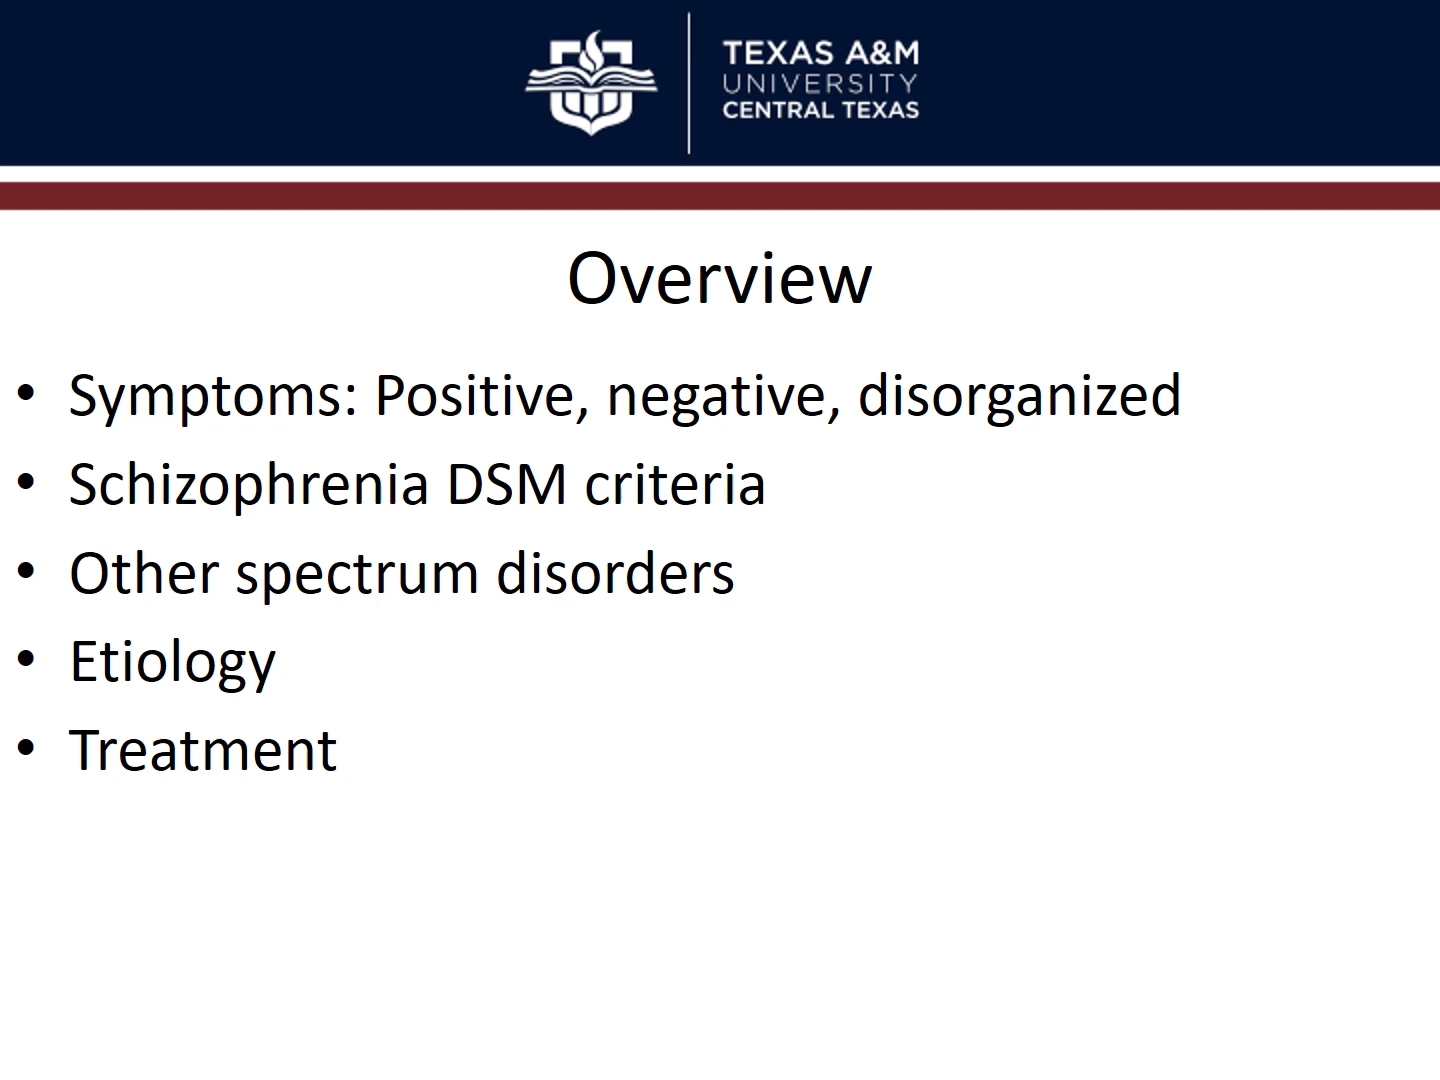 TEXAS A&M
UNIVERSITY
CENTRAL TEXAS
Overview
• Symptoms: Positive, negative, disorganized
• Schizophrenia DSM criteria
• Other spectrum disorders
• Etiology
• Treatment